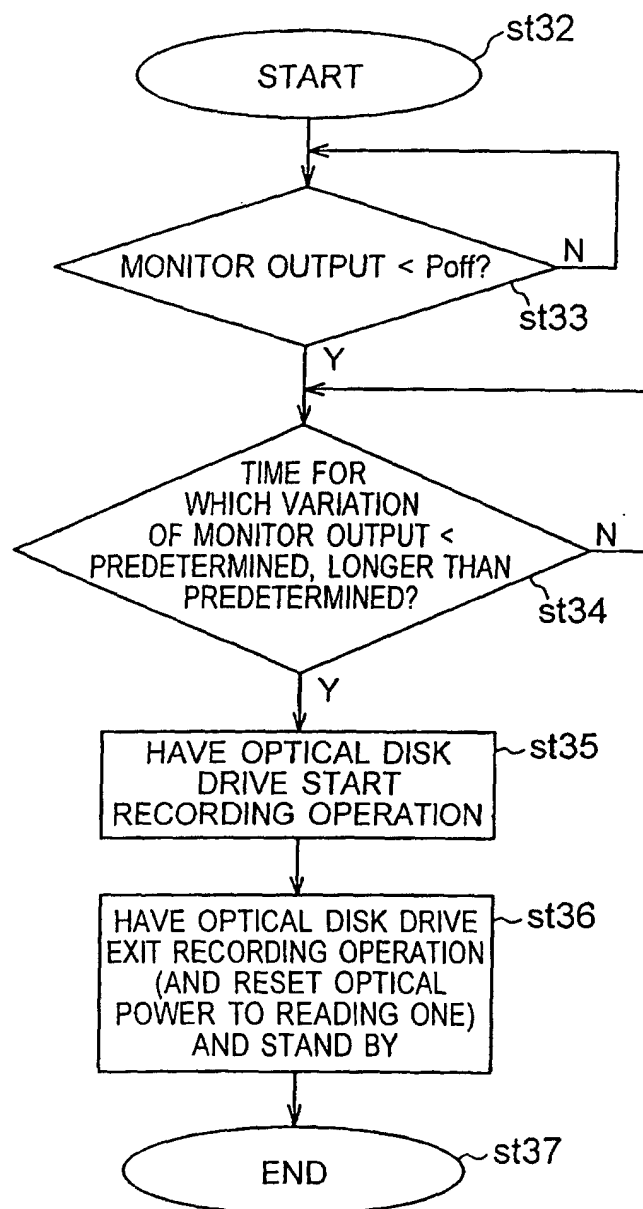 st32
START
MONITOR OUTPUT < Poff?
N
st33
Y
TIME FOR
WHICH VARIATION
OF MONITOR OUTPUT <
PREDETERMINED, LONGER THAN
PREDETERMINED?
N
st34
Y
HAVE OPTICAL DISK
DRIVE START
RECORDING OPERATION
st35
HAVE OPTICAL DISK DRIVE
EXIT RECORDING OPERATION
(AND RESET OPTICAL
POWER TO READING ONE)
AND STAND BY
st36
END
st37